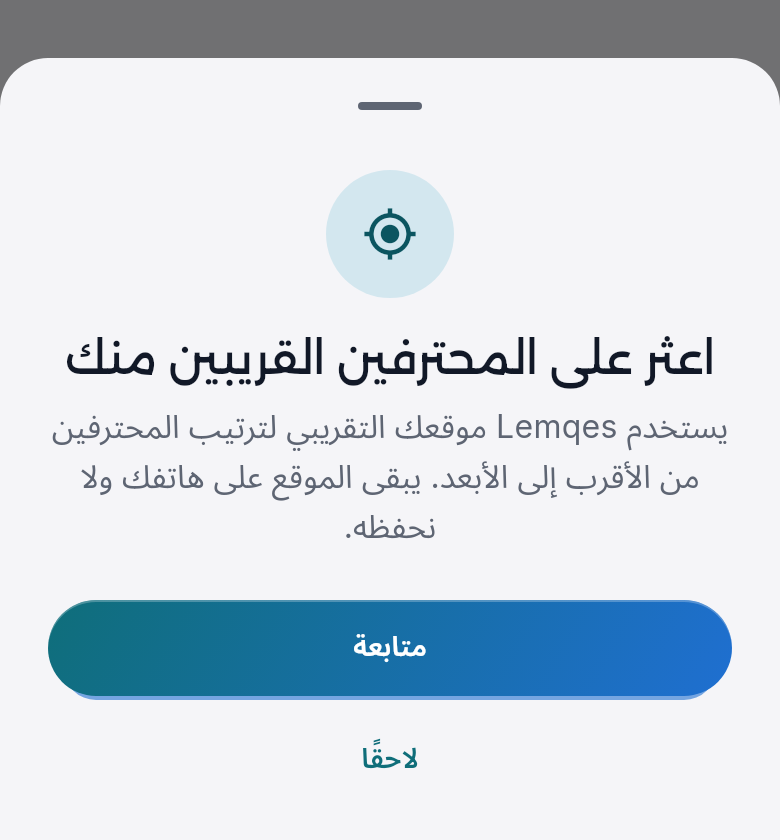 اعثر على المحترفين القريبين منك
يستخدم Lemqes موقعك التقريبي لترتيب المحترفين
من الأقرب إلى الأبعد. يبقى الموقع على هاتفك ولا
نحفظه.
متابعة
لاحقًا